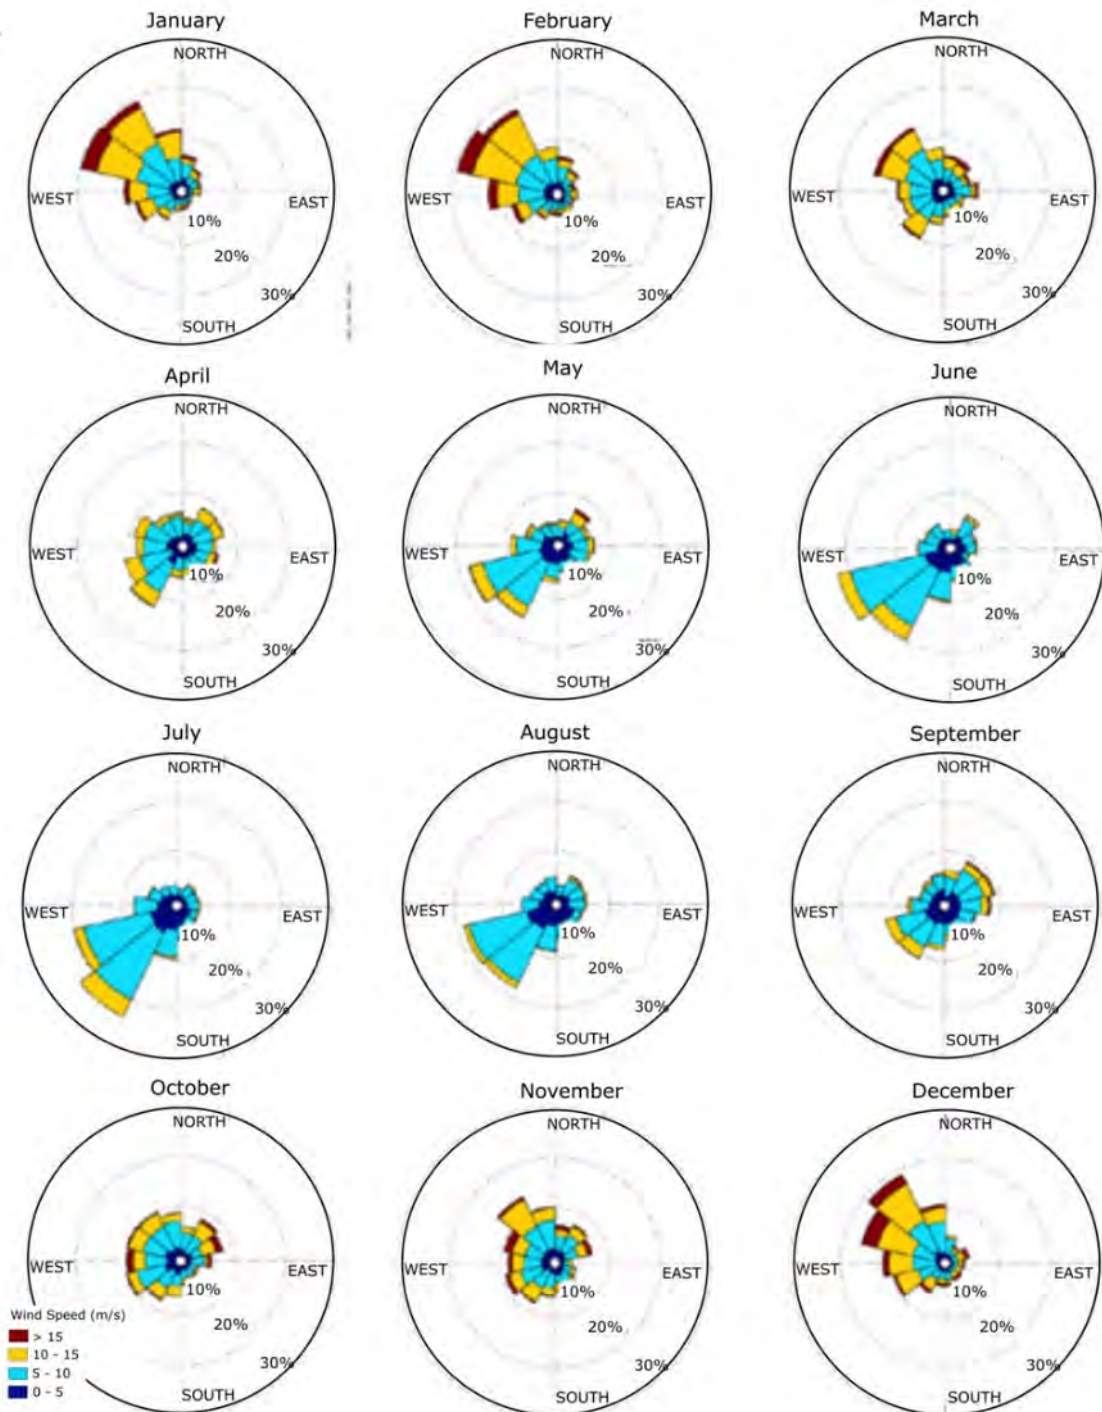 January
NORTH
WEST
EAST
10%
20%
30%
SOUTH
February
NORTH
WEST
EAST
10%
20%
30%
SOUTH
March
NORTH
WEST
EAST
10%
20%
30%
SOUTH
April
NORTH
WEST
EAST
10%
20%
30%
SOUTH
May
NORTH
WEST
EAST
10%
20%
30%
SOUTH
June
NORTH
WEST
EAST
10%
20%
30%
SOUTH
July
NORTH
WEST
EAST
10%
20%
30%
SOUTH
August
NORTH
WEST
EAST
10%
20%
30%
SOUTH
September
NORTH
WEST
EAST
10%
20%
30%
SOUTH
October
NORTH
WEST
EAST
10%
20%
30%
SOUTH
November
NORTH
WEST
EAST
10%
20%
30%
SOUTH
December
NORTH
WEST
EAST
10%
20%
30%
SOUTH
Wind Speed (m/s)
> 15
10 - 15
5 - 10
0 - 5